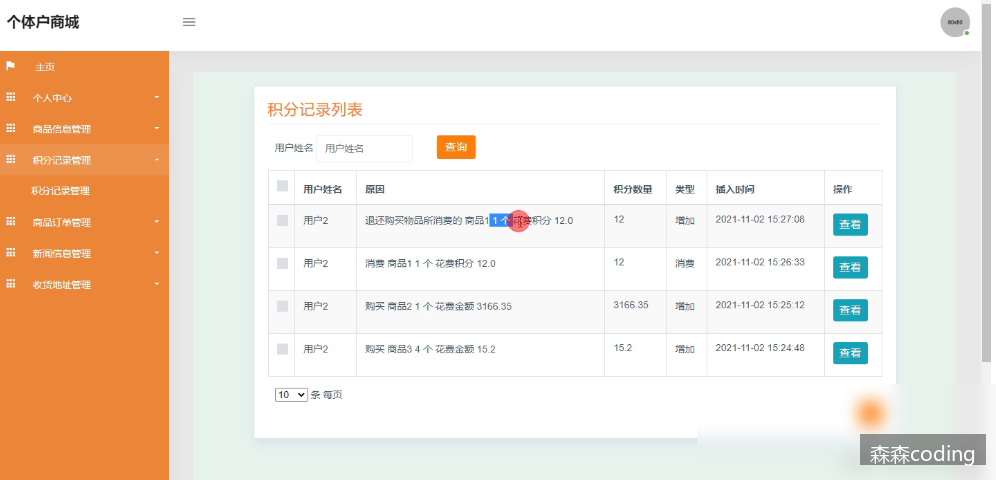 个体户商城
80x80
主页
个人中心
商品信息管理
积分记录管理
积分记录管理
商品订单管理
新闻信息管理
收货地址管理
积分记录列表
用户姓名 用户姓名 查询
用户姓名 原因 积分数量 类型 插入时间 操作
用户2 退还购买物品所消费的 商品1 1 个 花费积分 12.0 12 增加 2021-11-02 15:27:08 查看
用户2 消费 商品1 1 个 花费积分 12.0 12 消费 2021-11-02 15:26:33 查看
用户2 购买 商品2 1 个 花费金额 3166.35 3166.35 增加 2021-11-02 15:25:12 查看
用户2 购买 商品3 4 个 花费金额 15.2 15.2 增加 2021-11-02 15:24:48 查看
10 条 每页
森森coding